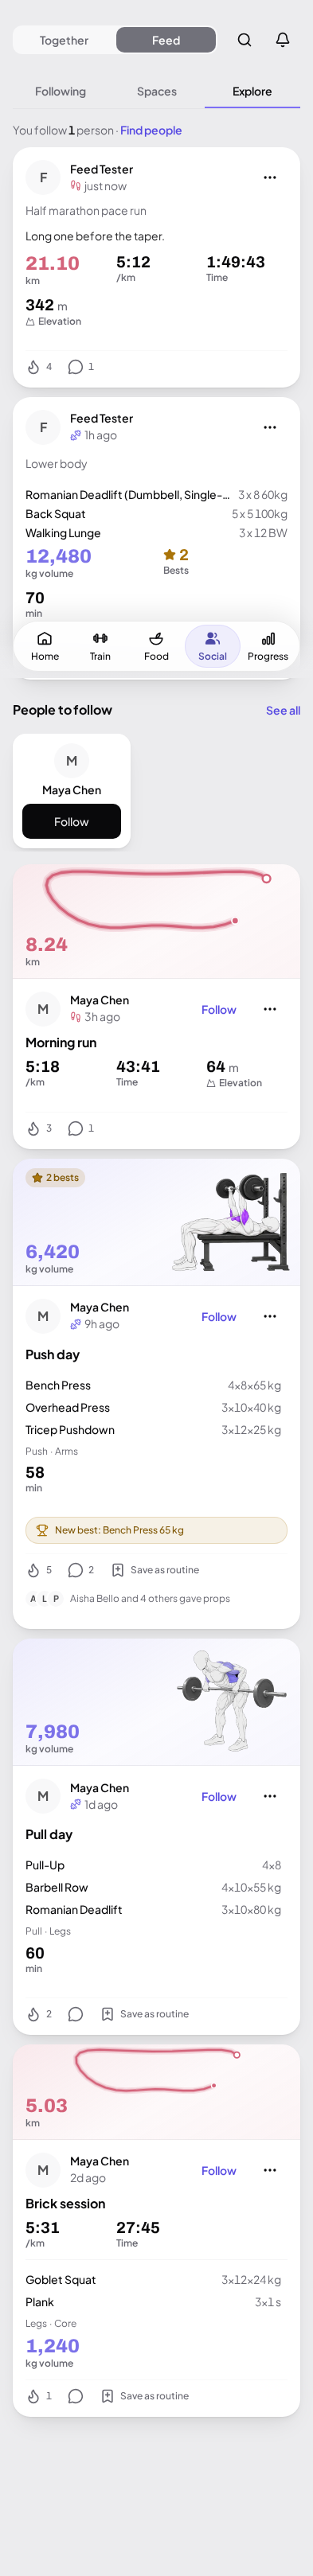 Together Feed
Following Spaces Explore
You follow 1 person · Find people
F Feed Tester
just now
Half marathon pace run
Long one before the taper.
21.10 5:12 1:49:43
km /km Time
342 m
Elevation
4 1
F Feed Tester
1h ago
Lower body
Romanian Deadlift (Dumbbell, Single-... 3 x 8 60kg
Back Squat 5 x 5 100kg
Walking Lunge 3 x 12 BW
12,480 2
kg volume Bests
70
min
Home Train Food Social Progress
People to follow See all
M
Maya Chen
Follow
8.24
km
M Maya Chen Follow
3h ago
Morning run
5:18 43:41 64 m
/km Time Elevation
3 1
2 bests
6,420
kg volume
M Maya Chen Follow
9h ago
Push day
Bench Press 4×8×65 kg
Overhead Press 3×10×40 kg
Tricep Pushdown 3×12×25 kg
Push · Arms
58
min
New best: Bench Press 65 kg
5 2 Save as routine
A L P Aisha Bello and 4 others gave props
7,980
kg volume
M Maya Chen Follow
1d ago
Pull day
Pull-Up 4×8
Barbell Row 4×10×55 kg
Romanian Deadlift 3×10×80 kg
Pull · Legs
60
min
2 Save as routine
5.03
km
M Maya Chen Follow
2d ago
Brick session
5:31 27:45
/km Time
Goblet Squat 3×12×24 kg
Plank 3×1 s
Legs · Core
1,240
kg volume
1 Save as routine